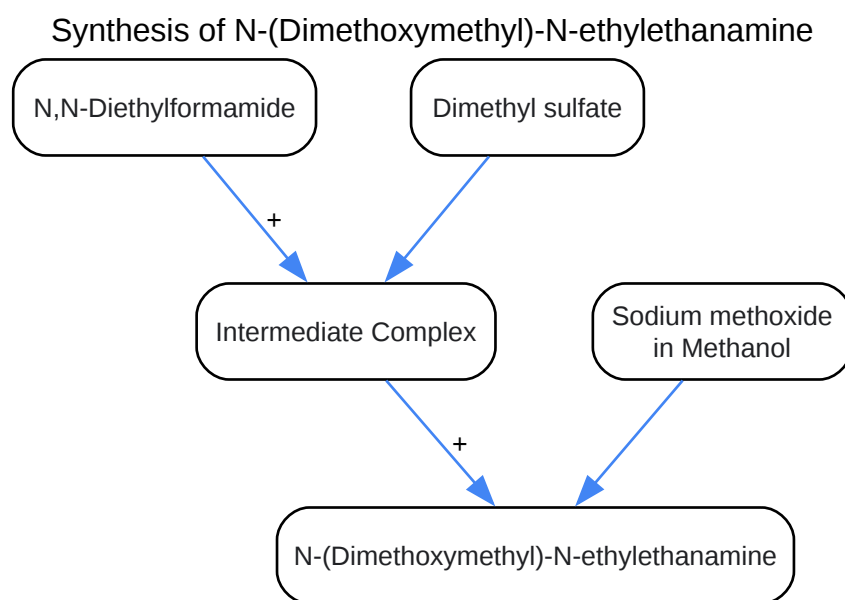 Synthesis of N-(Dimethoxymethyl)-N-ethylethanamine
N,N-Diethylformamide
Dimethyl sulfate
+
Intermediate Complex
Sodium methoxide
in Methanol
+
N-(Dimethoxymethyl)-N-ethylethanamine